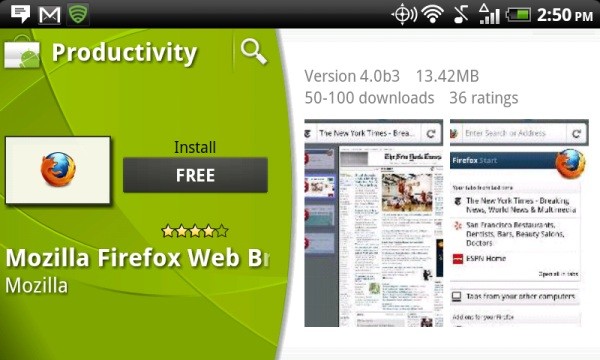 2:50 PM
Productivity
Install
FREE
Mozilla Firefox Web B
Mozilla
Version 4.0b3 13.42MB
50-100 downloads 36 ratings
The New York Times - Brea...
The New York Times
Enter Search or Address
Firefox Start
Your tabs from last time
The New York Times - Breaking
News, World News & Multimedia
San Francisco Restaurants,
Dentists, Bars, Beauty Salons,
Doctors
ESPN Home
Open all in tabs
Tabs from your other computers
Add-ons for your Firefox